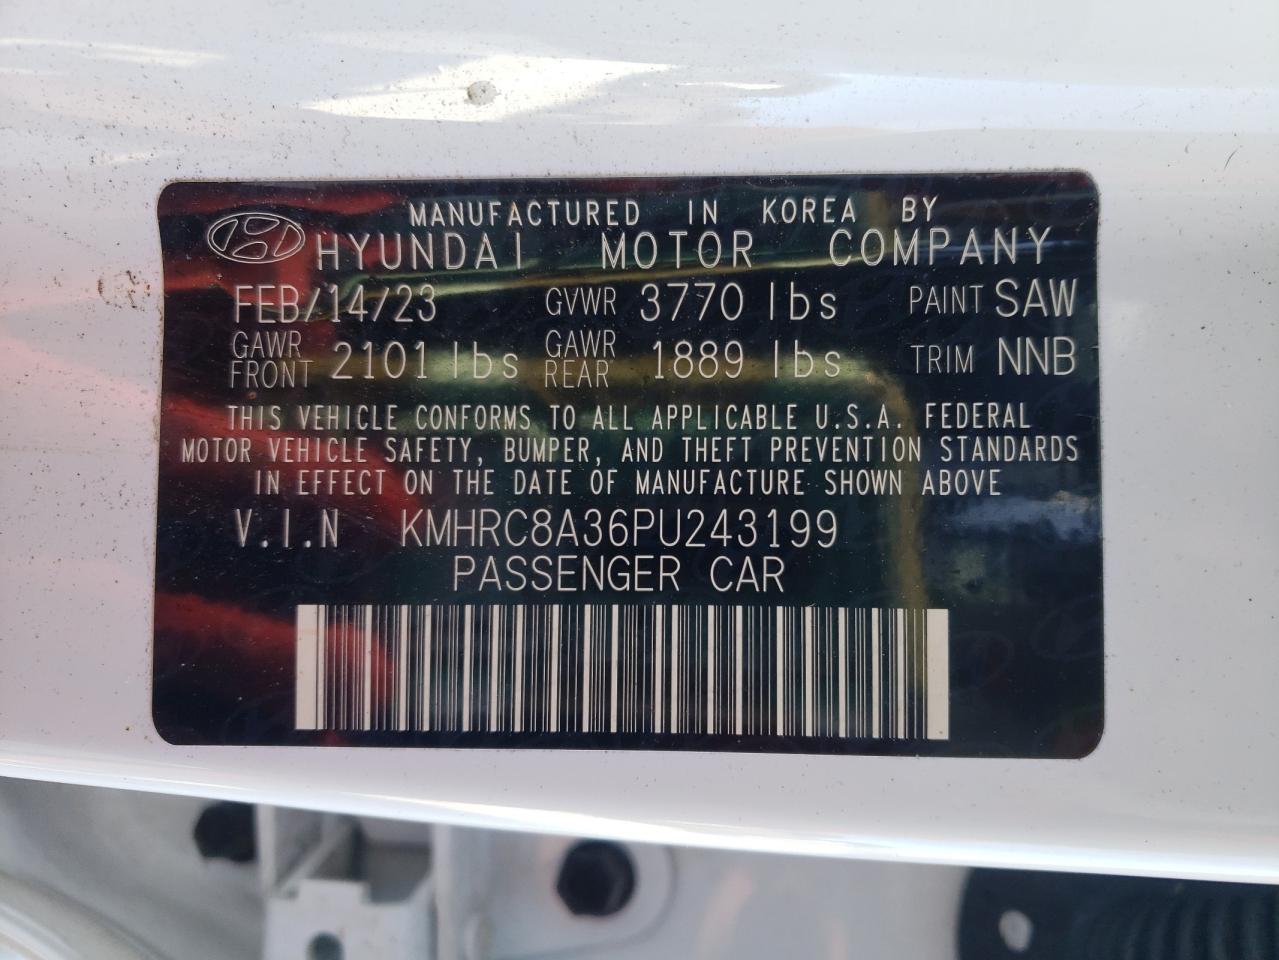 MANUFACTURED IN KOREA BY
HYUNDAI MOTOR COMPANY
FEB/14/23 GVWR 3770 lbs PAINT SAW
GAWR FRONT 2101 lbs GAWR REAR 1889 lbs TRIM NNB
THIS VEHICLE CONFORMS TO ALL APPLICABLE U.S.A. FEDERAL
MOTOR VEHICLE SAFETY, BUMPER, AND THEFT PREVENTION STANDARDS
IN EFFECT ON THE DATE OF MANUFACTURE SHOWN ABOVE
V.I.N KMHRC8A36PU243199
PASSENGER CAR